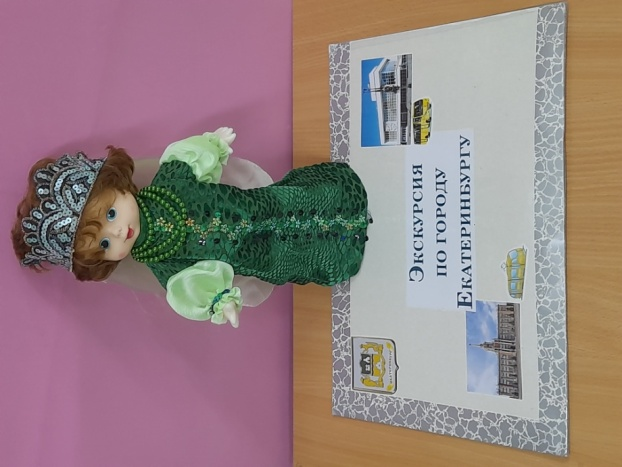 Экскурсия
по городу
Екатеринбургу